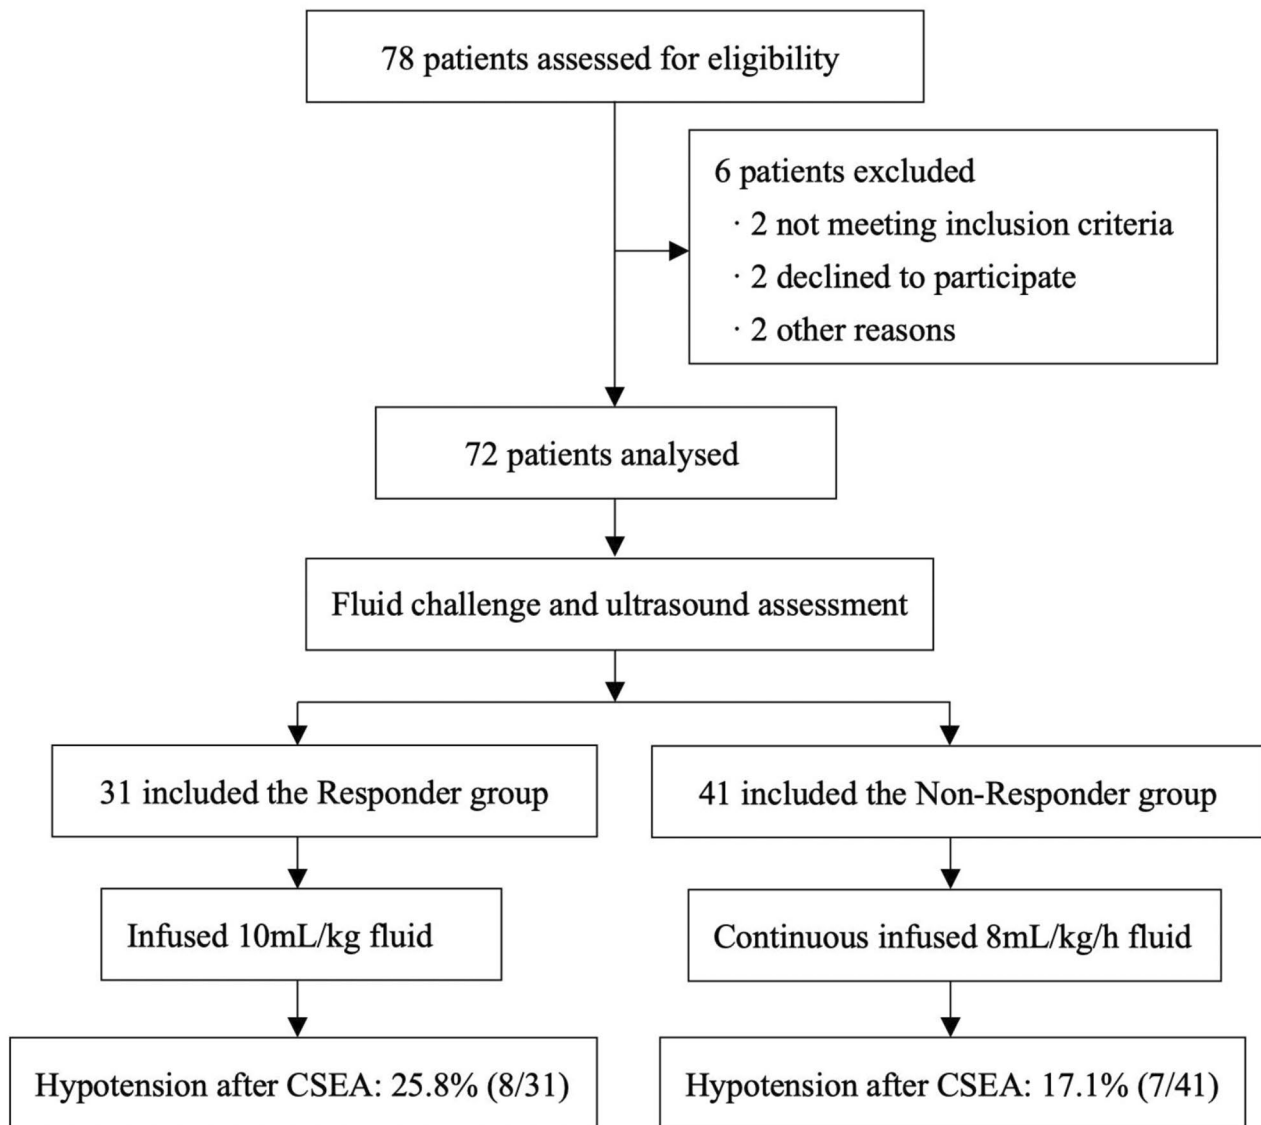 78 patients assessed for eligibility
6 patients excluded
· 2 not meeting inclusion criteria
· 2 declined to participate
· 2 other reasons
72 patients analysed
Fluid challenge and ultrasound assessment
31 included the Responder group
41 included the Non-Responder group
Infused 10mL/kg fluid
Continuous infused 8mL/kg/h fluid
Hypotension after CSEA: 25.8% (8/31)
Hypotension after CSEA: 17.1% (7/41)